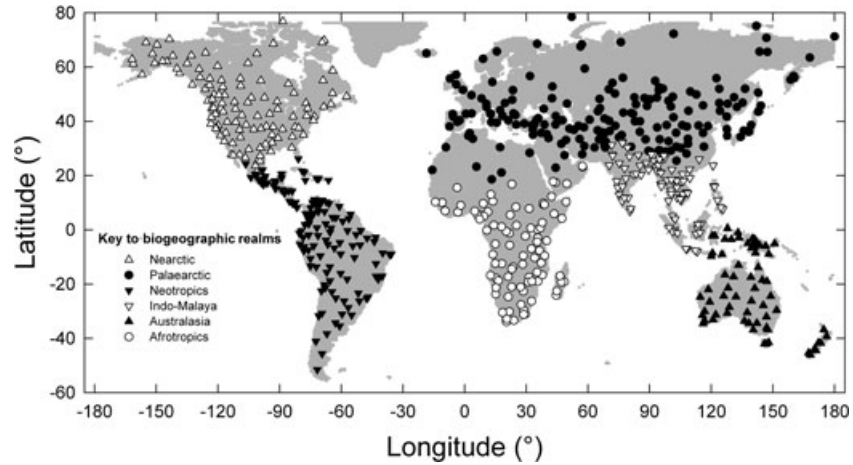 80
60
40
20
0
-20
-40
-60
Latitude (°)
Key to biogeographic realms
Nearctic
Palaearctic
Neotropics
Indo-Malaya
Australasia
Afrotropics
-180 -150 -120 -90 -60 -30 0 30 60 90 120 150 180
Longitude (°)